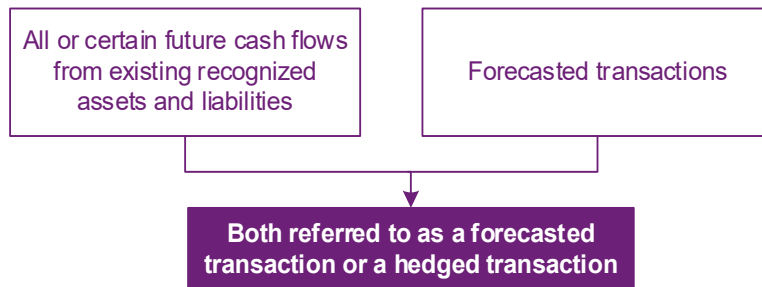 All or certain future cash flows
from existing recognized
assets and liabilities
Forecasted transactions
Both referred to as a forecasted
transaction or a hedged transaction